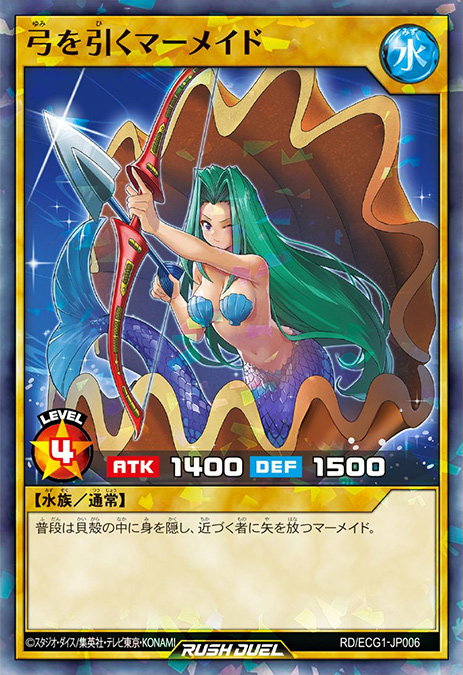 弓を引くマーメイド
水
LEVEL
4
ATK 1400 DEF 1500
【水族/通常】
普段は貝殻の中に身を隠し、近づく者に矢を放つマーメイド。
©スタジオ・ダイス/集英社・テレビ東京・KONAMI
RUSH DUEL
RD/ECG1-JP006